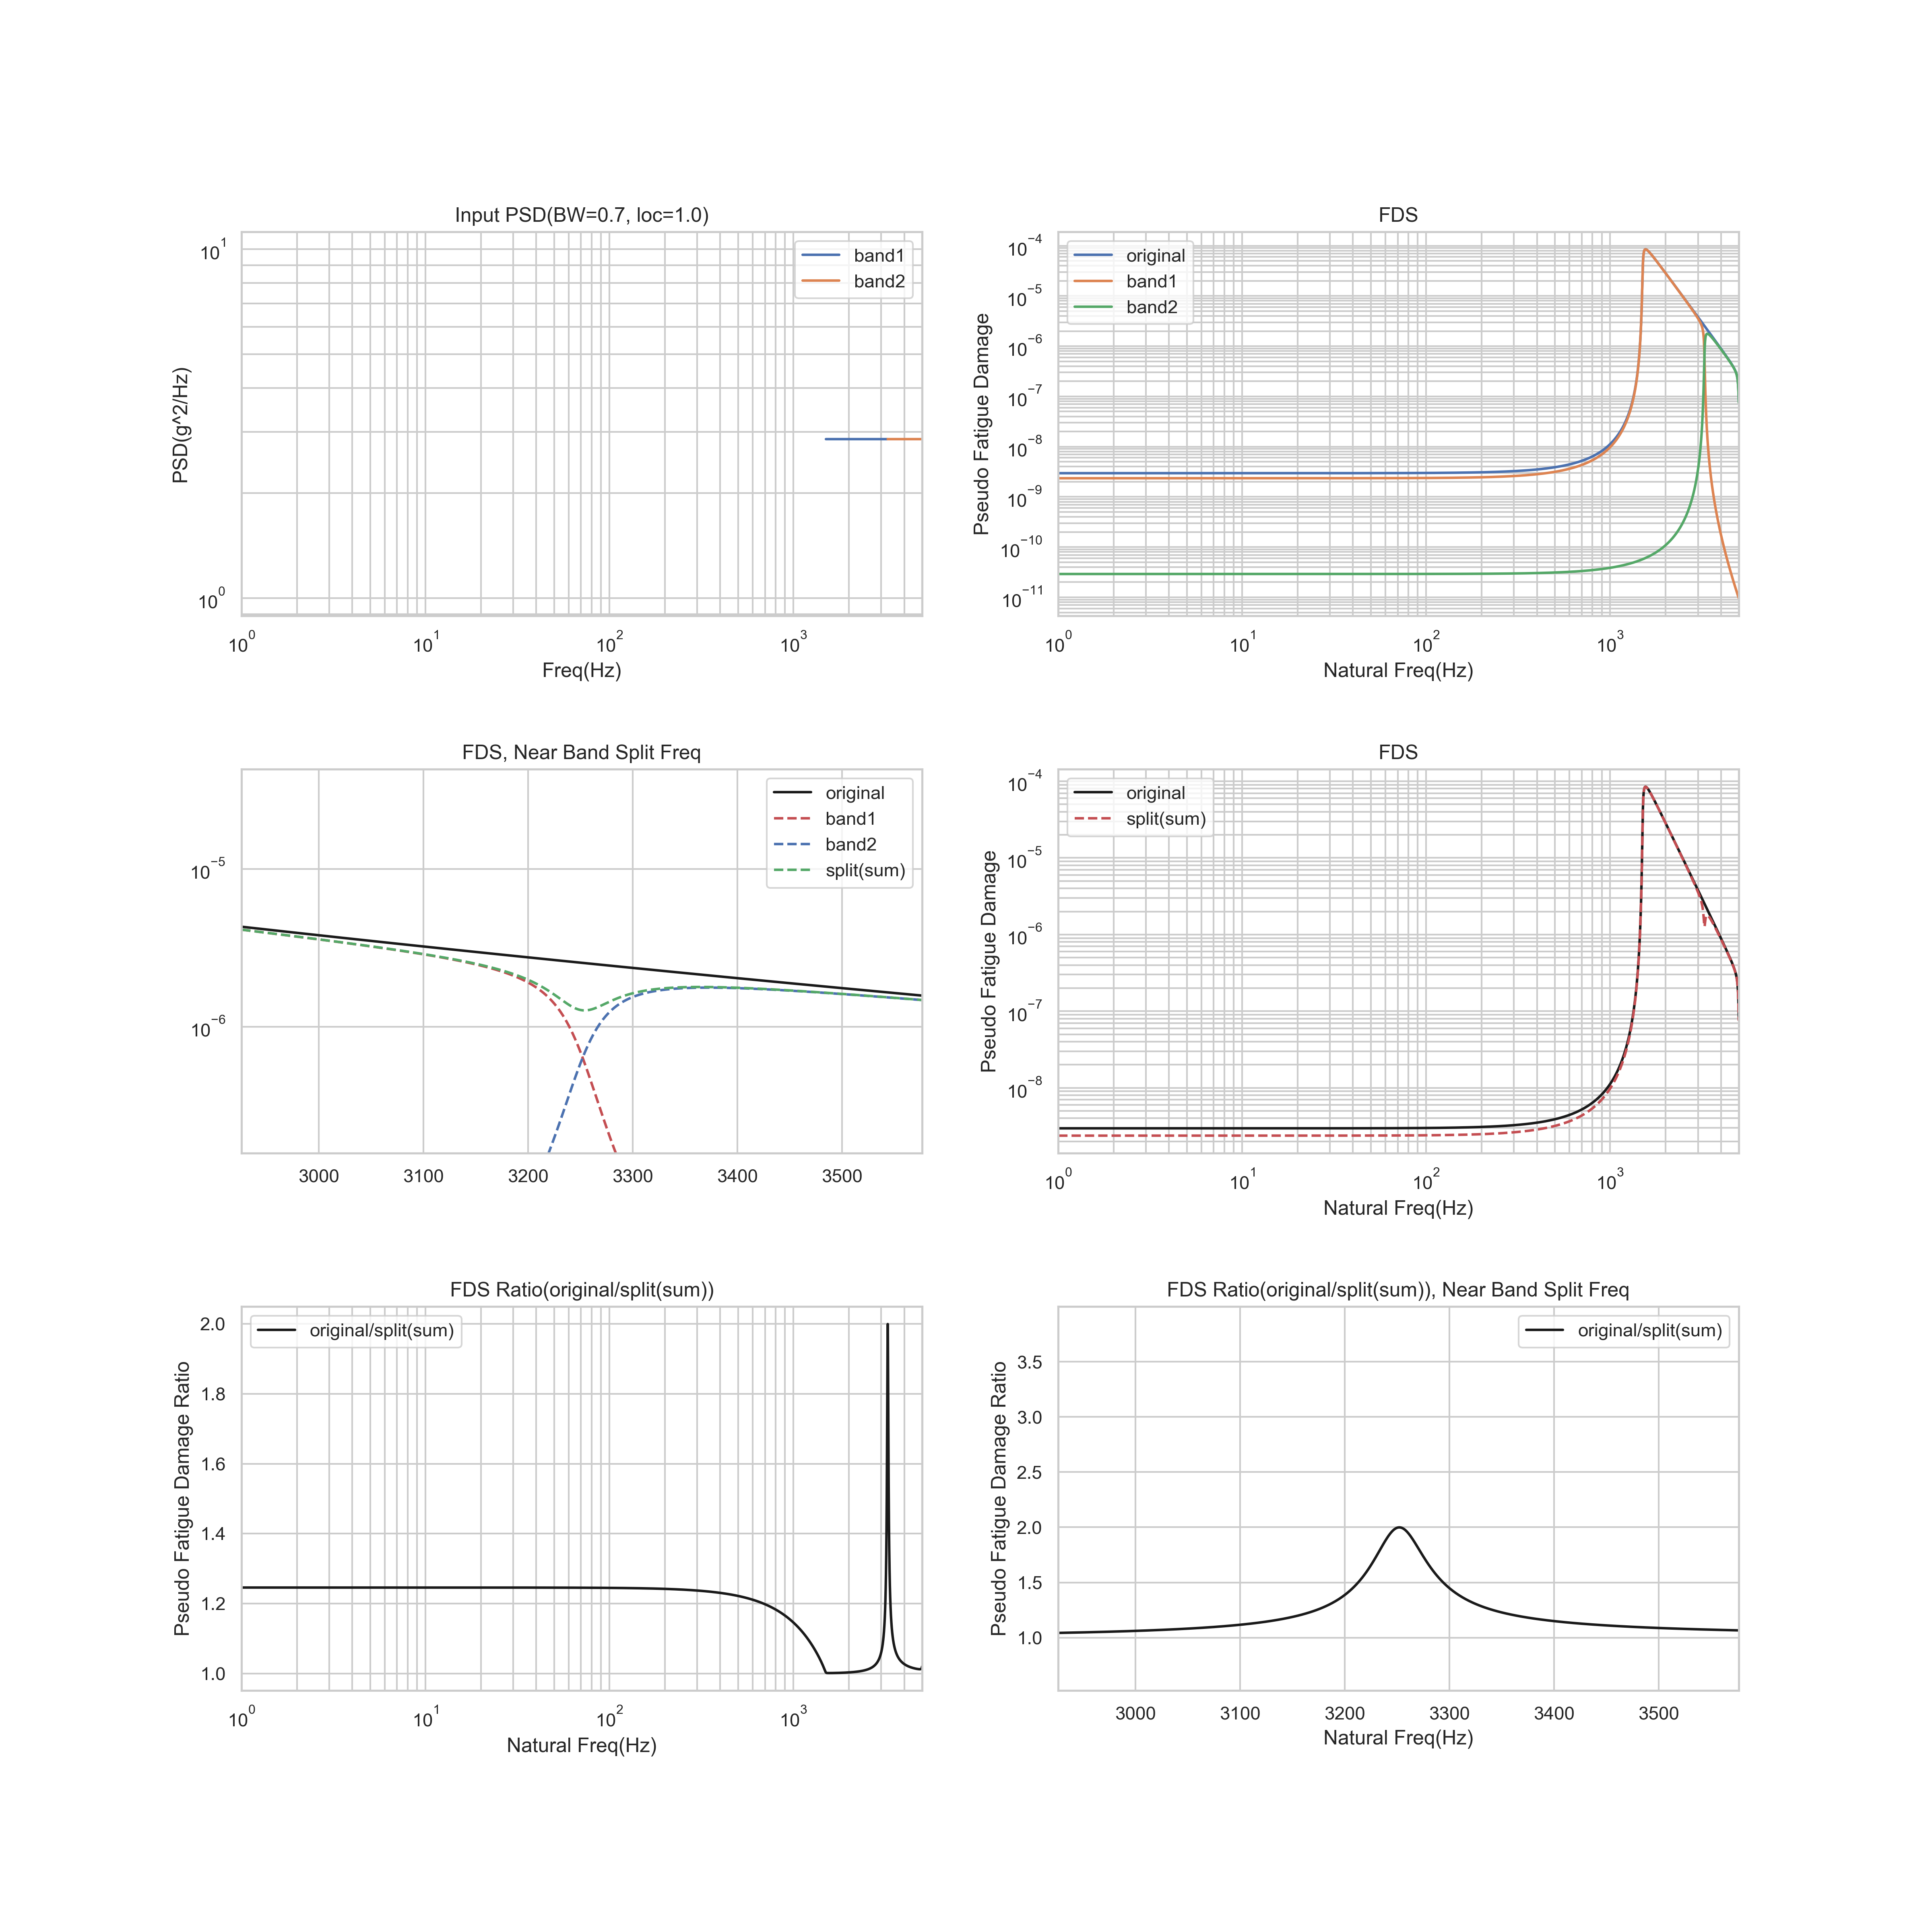 Input PSD(BW=0.7, loc=1.0)
PSD(g^2/Hz)
10^1
10^0
band1
band2
10^0 10^1 10^2 10^3
Freq(Hz)
FDS
Pseudo Fatigue Damage
10^−4
10^−5
10^−6
10^−7
10^−8
10^−9
10^−10
10^−11
original
band1
band2
10^0 10^1 10^2 10^3
Natural Freq(Hz)
FDS, Near Band Split Freq
10^−5
10^−6
original
band1
band2
split(sum)
3000 3100 3200 3300 3400 3500
FDS
Pseudo Fatigue Damage
10^−4
10^−5
10^−6
10^−7
10^−8
original
split(sum)
10^0 10^1 10^2 10^3
Natural Freq(Hz)
FDS Ratio(original/split(sum))
Pseudo Fatigue Damage Ratio
2.0
1.8
1.6
1.4
1.2
1.0
original/split(sum)
10^0 10^1 10^2 10^3
Natural Freq(Hz)
FDS Ratio(original/split(sum)), Near Band Split Freq
Pseudo Fatigue Damage Ratio
3.5
3.0
2.5
2.0
1.5
1.0
original/split(sum)
3000 3100 3200 3300 3400 3500
Natural Freq(Hz)